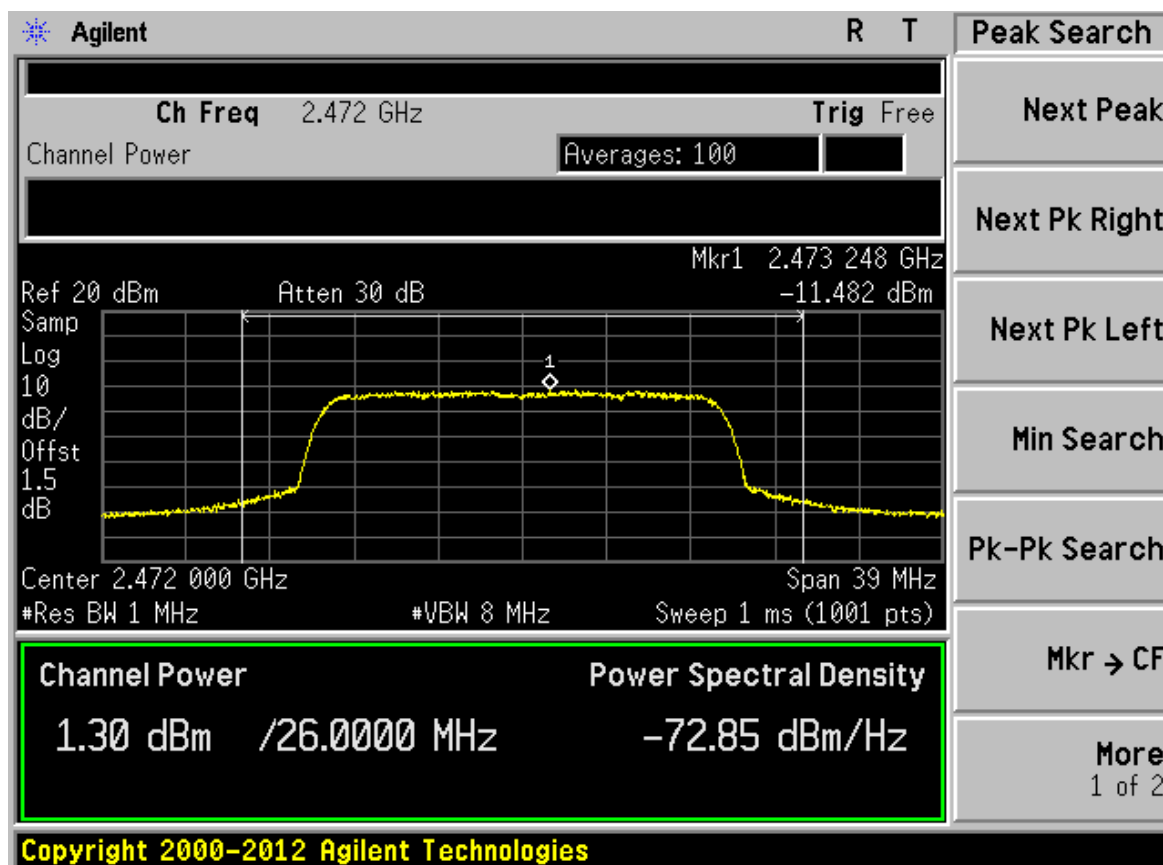 Agilent R T Peak Search
Ch Freq 2.472 GHz Trig Free
Channel Power Averages: 100
Mkr1 2.473 248 GHz
Ref 20 dBm Atten 30 dB -11.482 dBm
Samp
Log
10
dB/
Offst
1.5
dB
1
Center 2.472 000 GHz Span 39 MHz
#Res BW 1 MHz #VBW 8 MHz Sweep 1 ms (1001 pts)
Channel Power Power Spectral Density
1.30 dBm /26.0000 MHz -72.85 dBm/Hz
Copyright 2000-2012 Agilent Technologies
Next Peak
Next Pk Right
Next Pk Left
Min Search
Pk-Pk Search
Mkr → CF
More
1 of 2